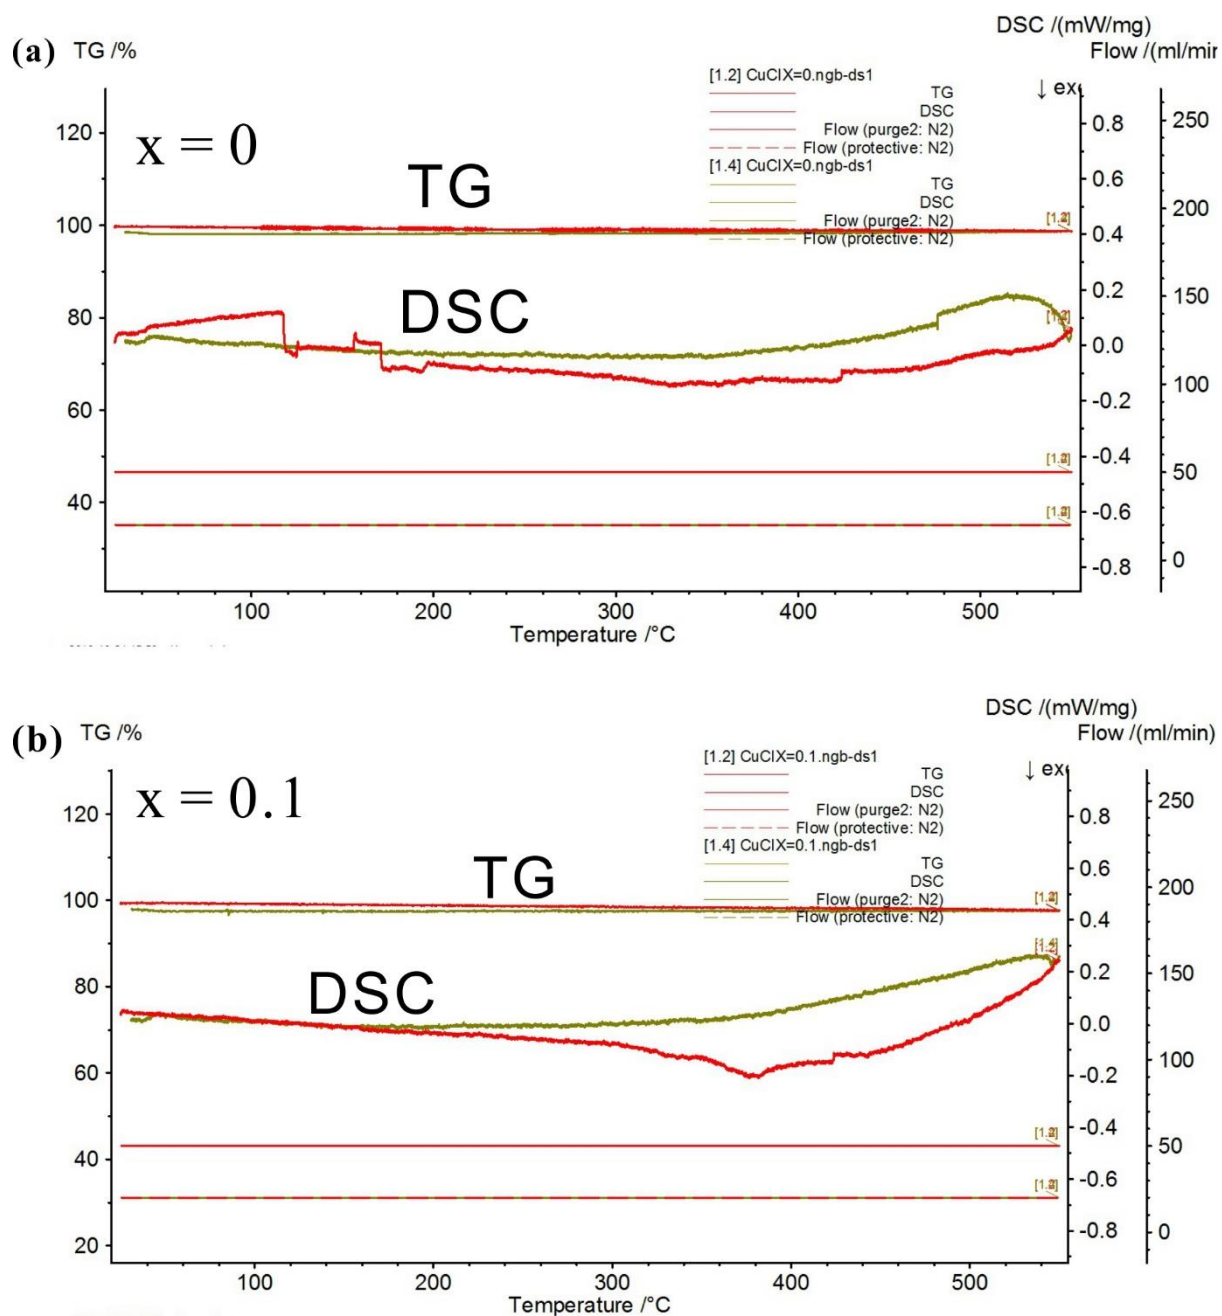 DSC /(mW/mg)
(a) TG /% Flow /(ml/min
[1.2] CuCIX=0.ngb-ds1
↓ ex
TG
DSC
Flow (purge2: N2)
Flow (protective: N2)
[1.4] CuCIX=0.ngb-ds1
TG
DSC
Flow (purge2: N2)
Flow (protective: N2)
x = 0
TG
DSC
120
100
80
60
40
0.8
0.6
0.4
0.2
0.0
-0.2
-0.4
-0.6
-0.8
250
200
150
100
50
0
100 200 300 400 500
Temperature /°C
DSC /(mW/mg)
(b) TG /% Flow /(ml/min)
[1.2] CuCIX=0.1.ngb-ds1
↓ ex
TG
DSC
Flow (purge2: N2)
Flow (protective: N2)
[1.4] CuCIX=0.1.ngb-ds1
TG
DSC
Flow (purge2: N2)
Flow (protective: N2)
x = 0.1
TG
DSC
120
100
80
60
40
20
0.8
0.6
0.4
0.2
0.0
-0.2
-0.4
-0.6
-0.8
250
200
150
100
50
0
[1.4]
100 200 300 400 500
Temperature /°C